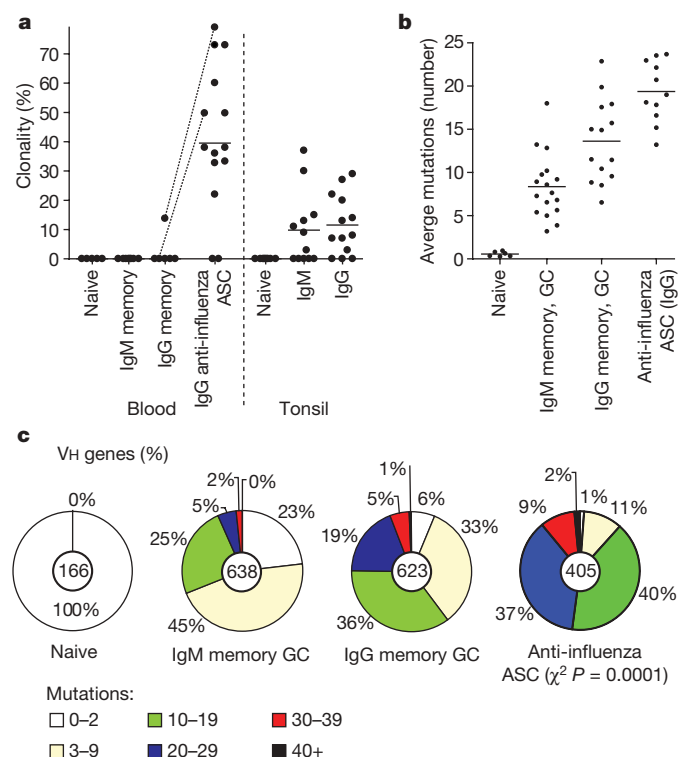 a
Clonality (%)
70
60
50
40
30
20
10
0
Naive
IgM memory
IgG memory
IgG anti-influenza
ASC
Naive
IgM
IgG
Blood
Tonsil
b
Averge mutations (number)
25
20
15
10
5
0
Naive
IgM memory, GC
IgG memory, GC
Anti-influenza
ASC (IgG)
c
VH genes (%)
0%
166
100%
Naive
2%
0%
5%
23%
25%
638
45%
IgM memory GC
1%
5%
6%
19%
33%
623
36%
IgG memory GC
2%
1%
9%
11%
405
37%
40%
Anti-influenza
ASC (χ² P = 0.0001)
Mutations:
0–2
10–19
30–39
3–9
20–29
40+